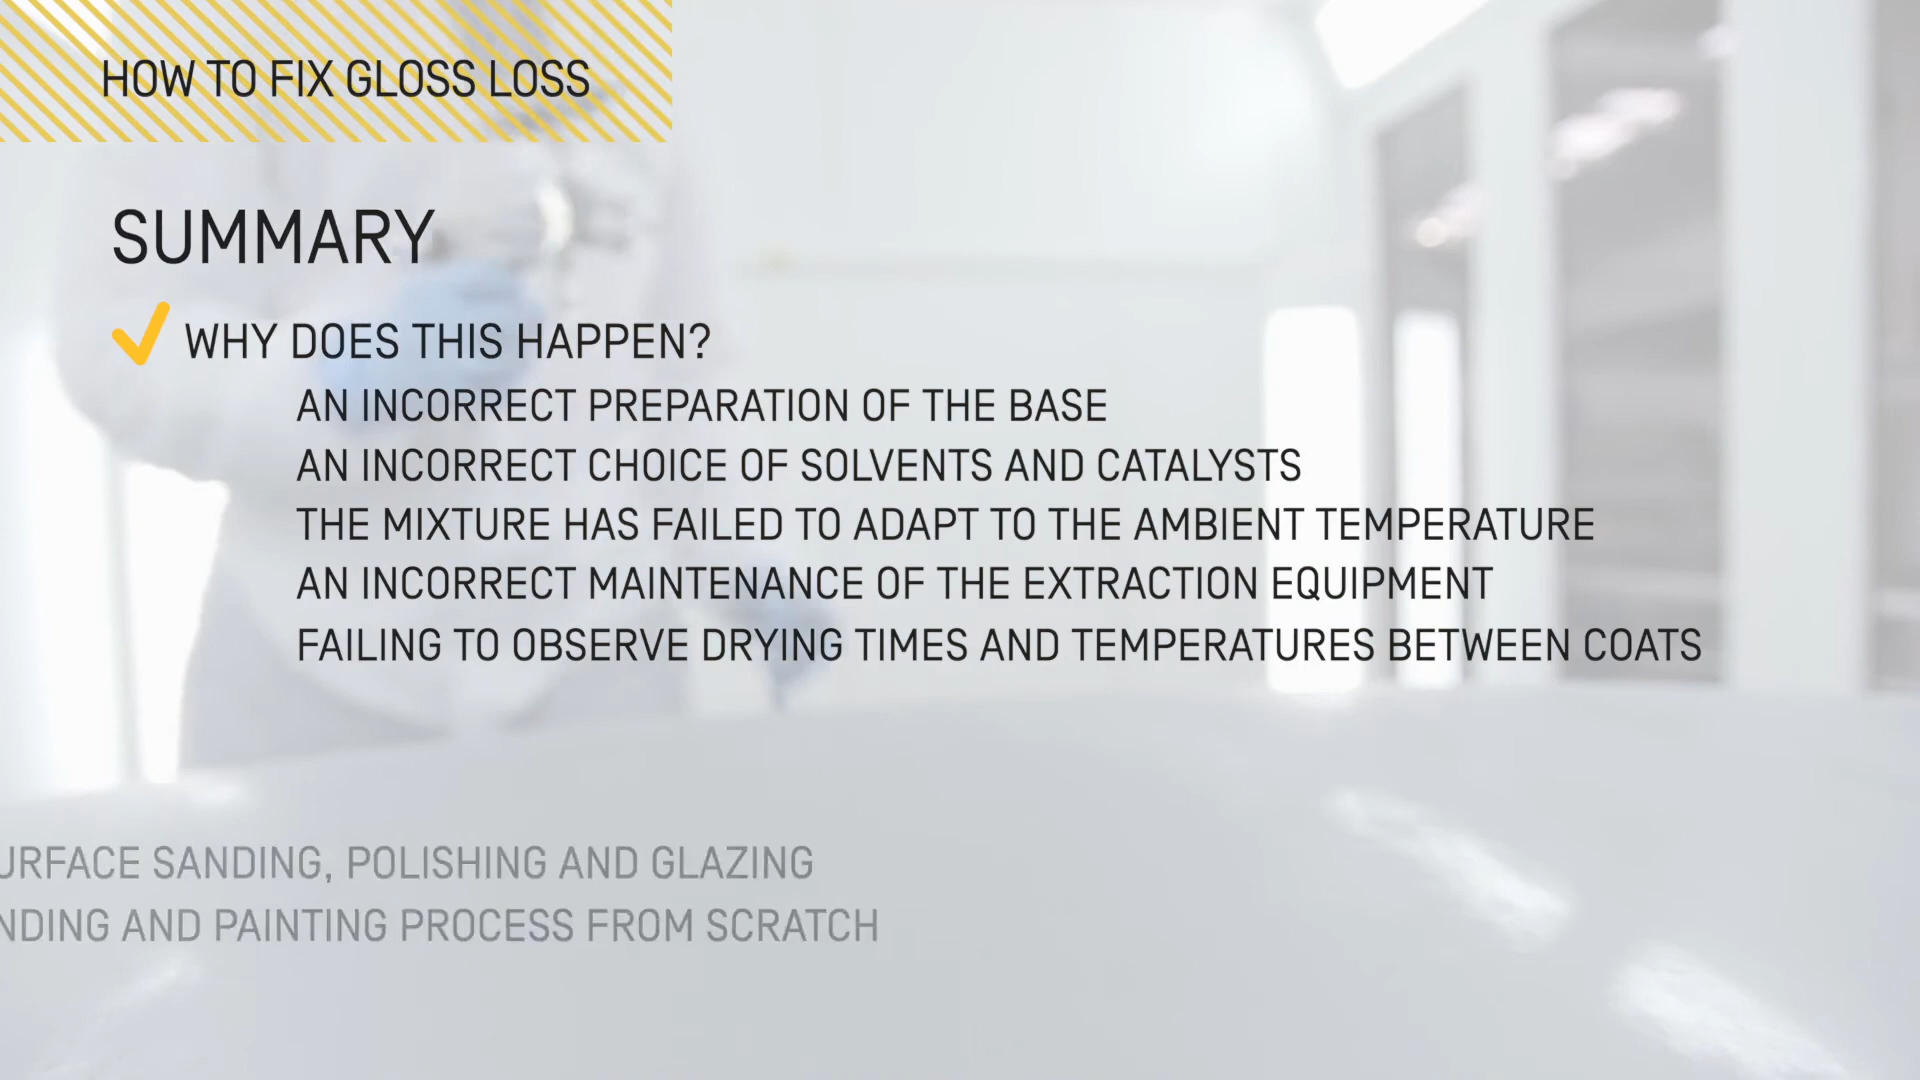 HOW TO FIX GLOSS LOSS
SUMMARY
WHY DOES THIS HAPPEN?
AN INCORRECT PREPARATION OF THE BASE
AN INCORRECT CHOICE OF SOLVENTS AND CATALYSTS
THE MIXTURE HAS FAILED TO ADAPT TO THE AMBIENT TEMPERATURE
AN INCORRECT MAINTENANCE OF THE EXTRACTION EQUIPMENT
FAILING TO OBSERVE DRYING TIMES AND TEMPERATURES BETWEEN COATS
SANDING, POLISHING AND GLAZING
AND PAINTING PROCESS FROM SCRATCH